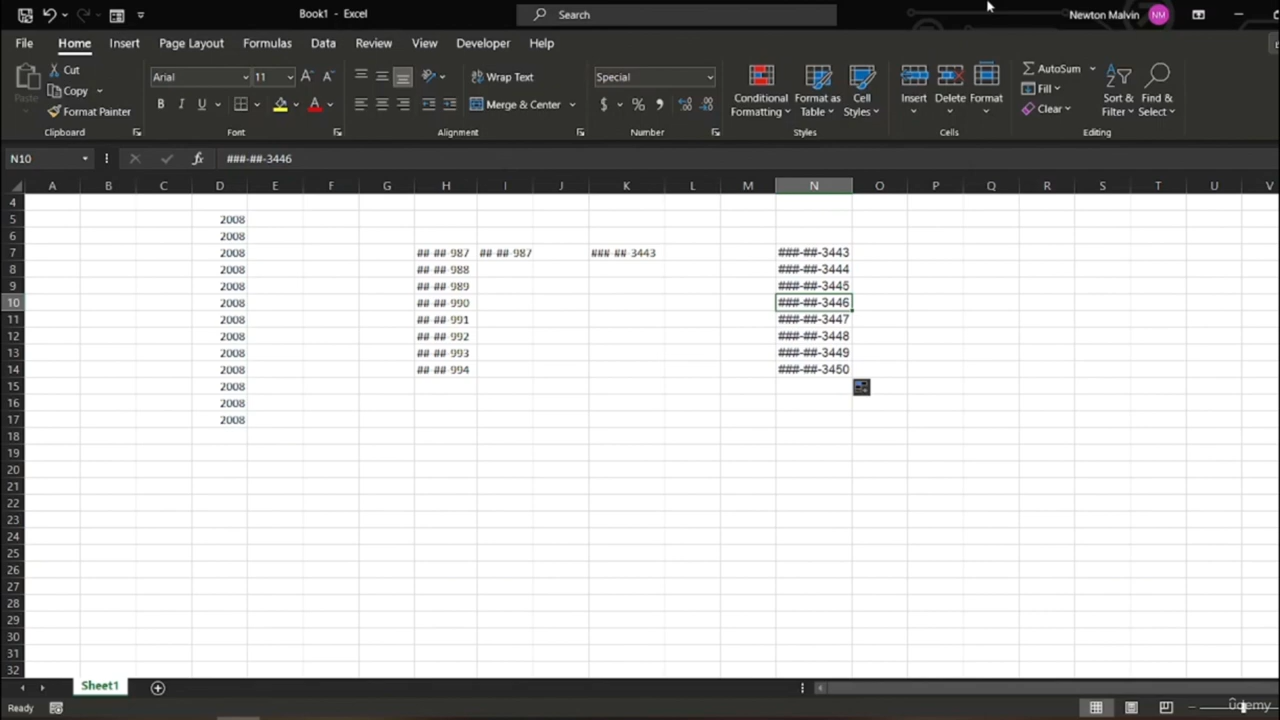 Book1 - Excel
Search
Newton Malvin NM
File Home Insert Page Layout Formulas Data Review View Developer Help
Paste
Cut
Copy
Format Painter
Clipboard
Arial 11
B I U
Font
Wrap Text
Merge & Center
Alignment
Special
$ % ,
Number
Conditional Formatting
Format as Table
Cell Styles
Styles
Insert
Delete
Format
Cells
AutoSum
Fill
Clear
Sort & Filter
Find & Select
Editing
N10 fx ###-##-3446
A B C D E F G H I J K L M N O P Q R S T U V
4
5 2008
6 2008
7 2008 ##-##-987 ##-##-987 ###-##-3443 ###-##-3443
8 2008 ##-##-988 ###-##-3444
9 2008 ##-##-989 ###-##-3445
10 2008 ##-##-990 ###-##-3446
11 2008 ##-##-991 ###-##-3447
12 2008 ##-##-992 ###-##-3448
13 2008 ##-##-993 ###-##-3449
14 2008 ##-##-994 ###-##-3450
15 2008
16 2008
17 2008
18
19
20
21
22
23
24
25
26
27
28
29
30
31
32
Sheet1
Ready
udemy